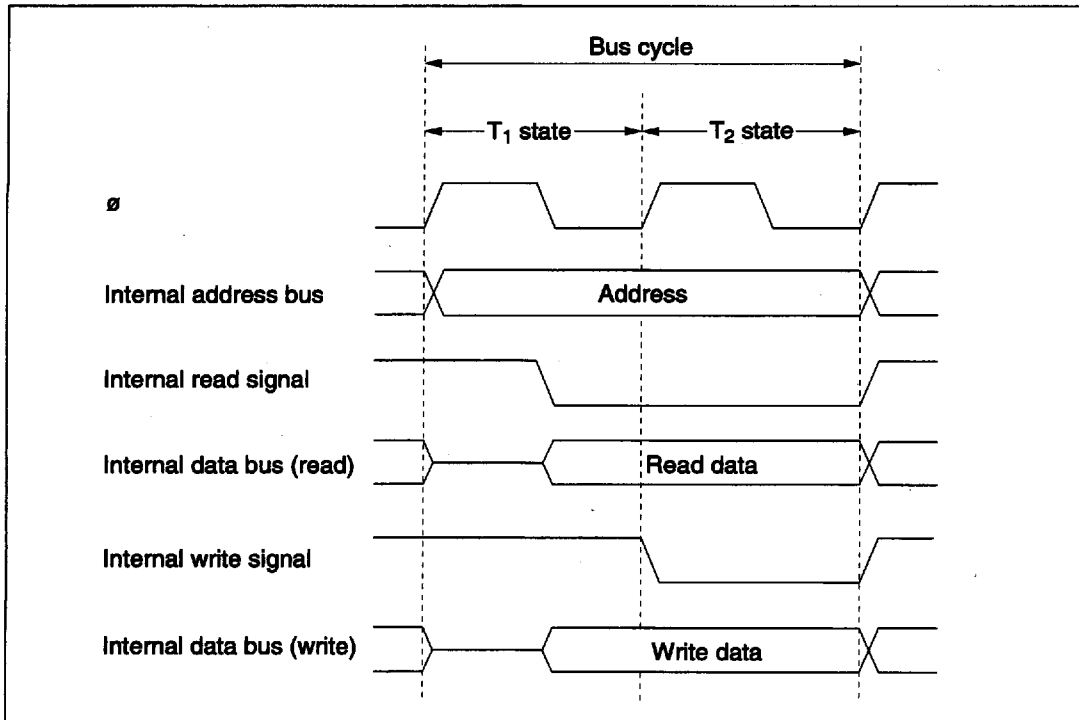 Bus cycle
T₁ state
T₂ state
ø
Internal address bus
Address
Internal read signal
Internal data bus (read)
Read data
Internal write signal
Internal data bus (write)
Write data